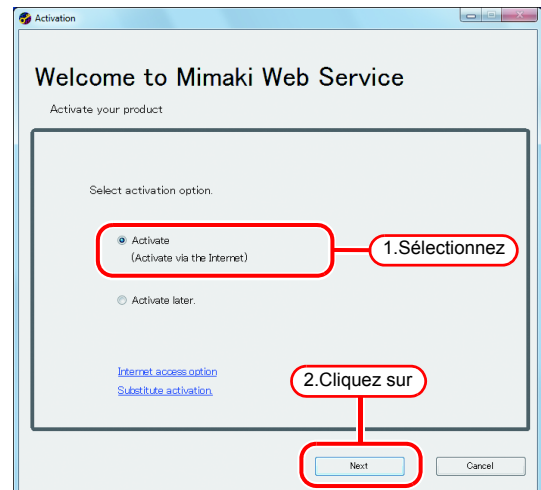 Activation
Welcome to Mimaki Web Service
Activate your product
Select activation option.
Activate
(Activate via the Internet)
1.Sélectionnez
Activate later.
Internet access option
Substitute activation.
2.Cliquez sur
Next
Cancel